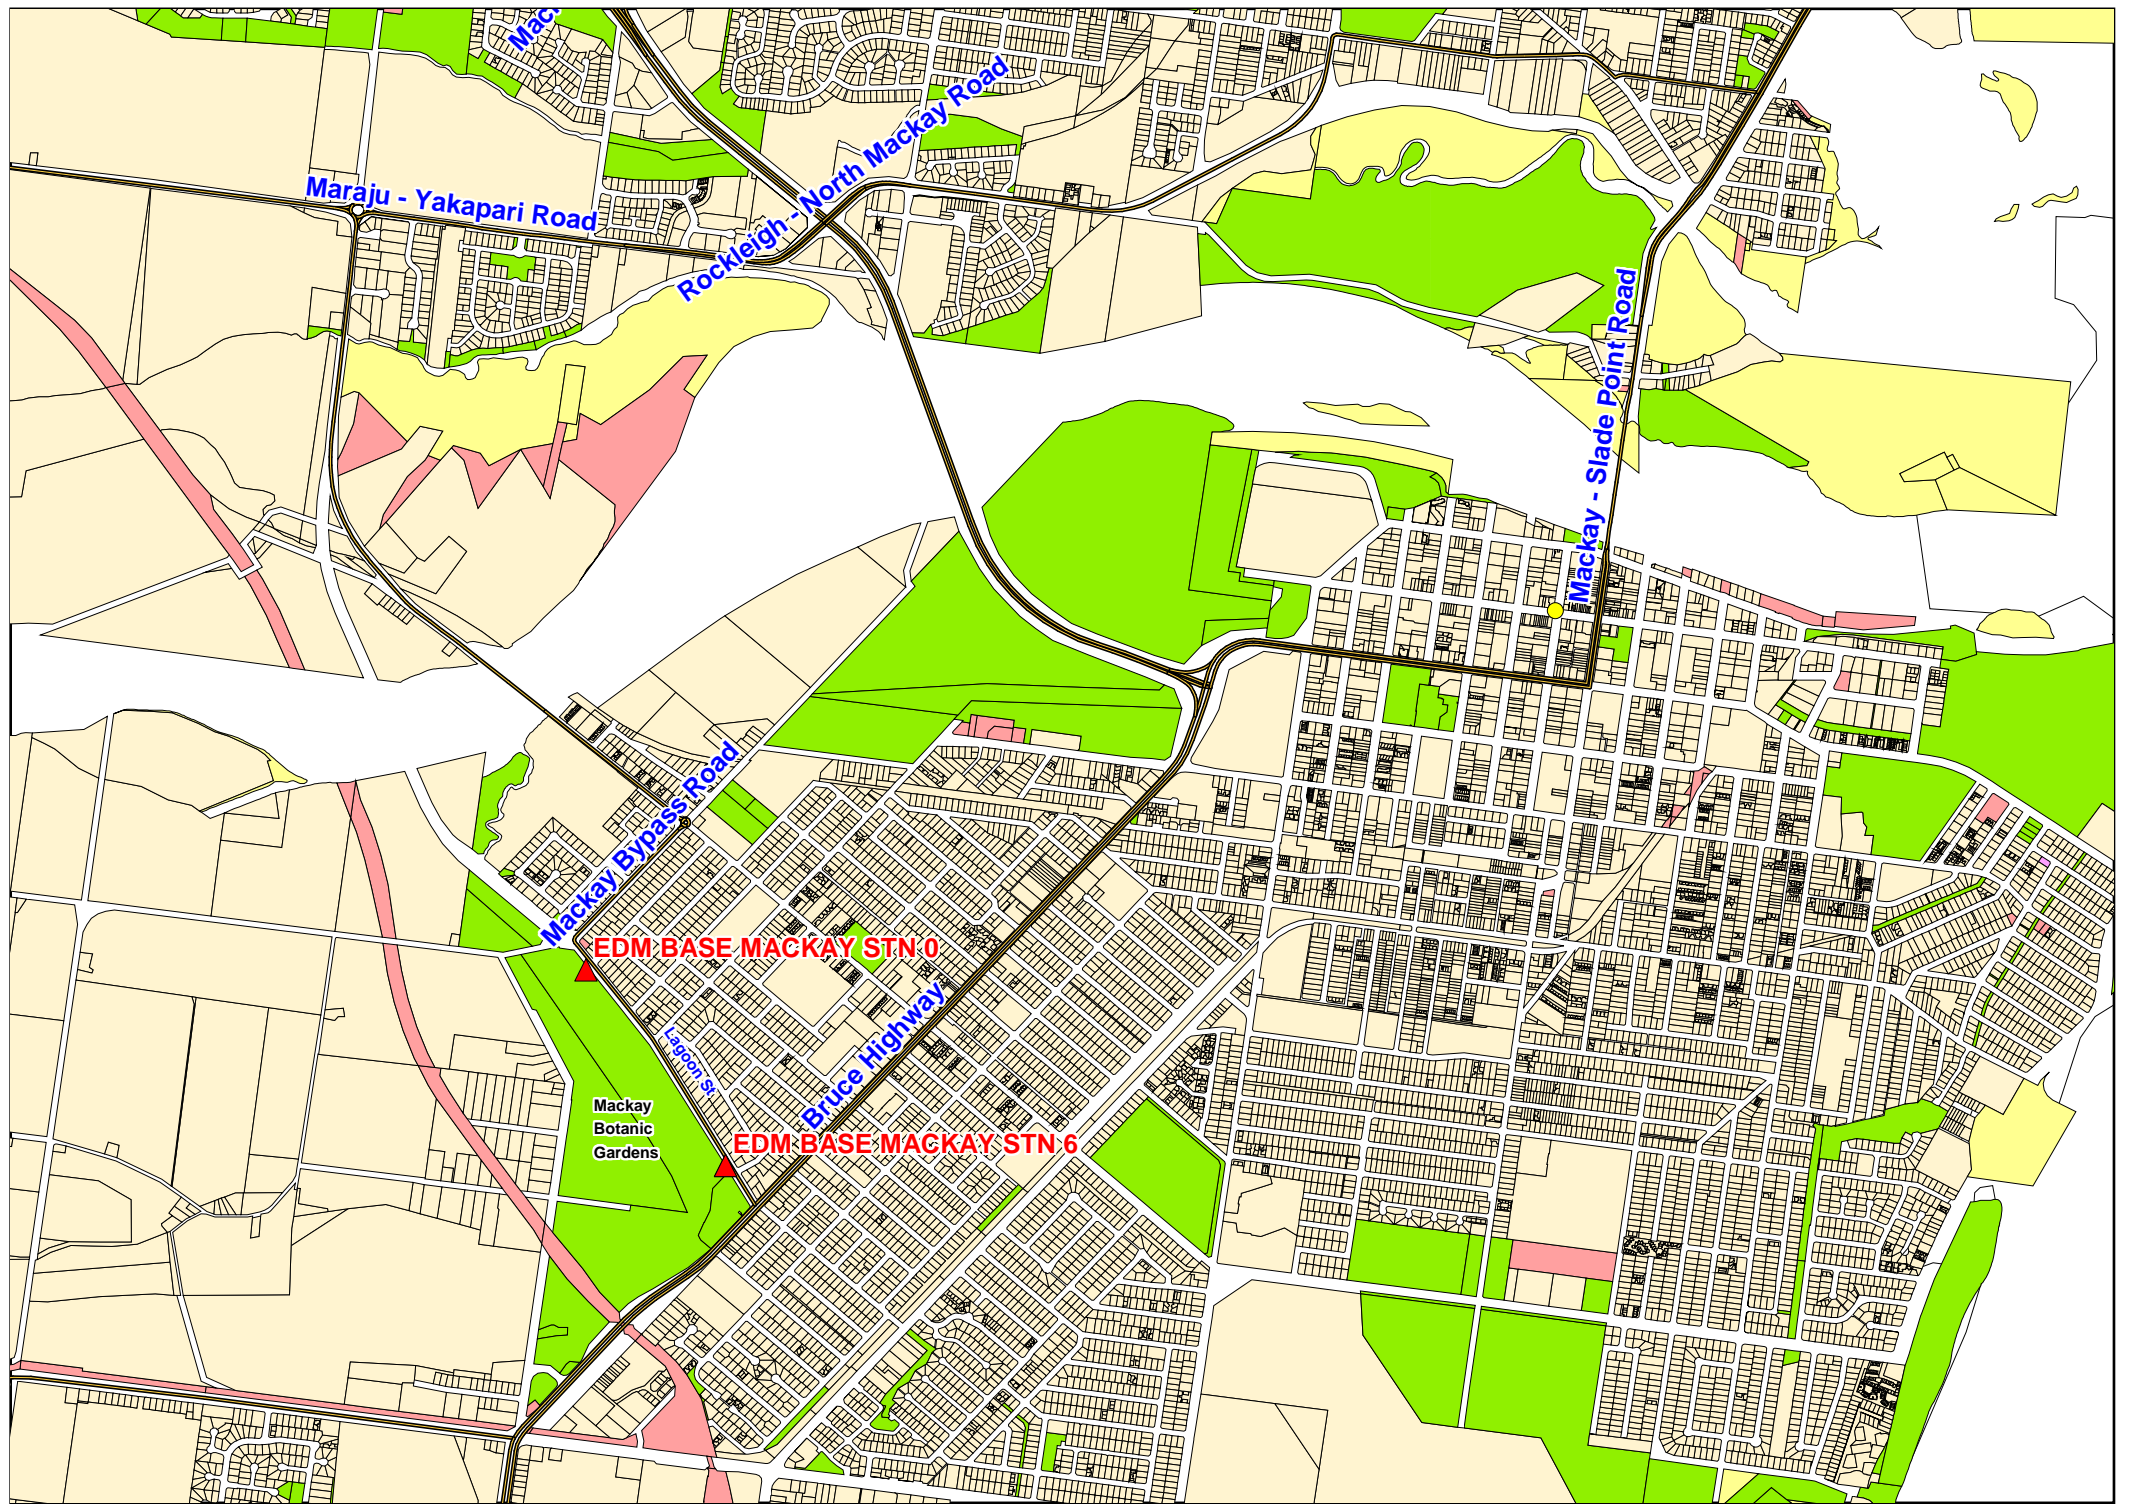 Mack
Rockleigh - North Mackay Road
Maraju - Yakapari Road
Mackay - Slade Point Road
Mackay Bypass Road
EDM BASE MACKAY STN 0
Lagoon St
Bruce Highway
Mackay
Botanic
Gardens
EDM BASE MACKAY STN 6